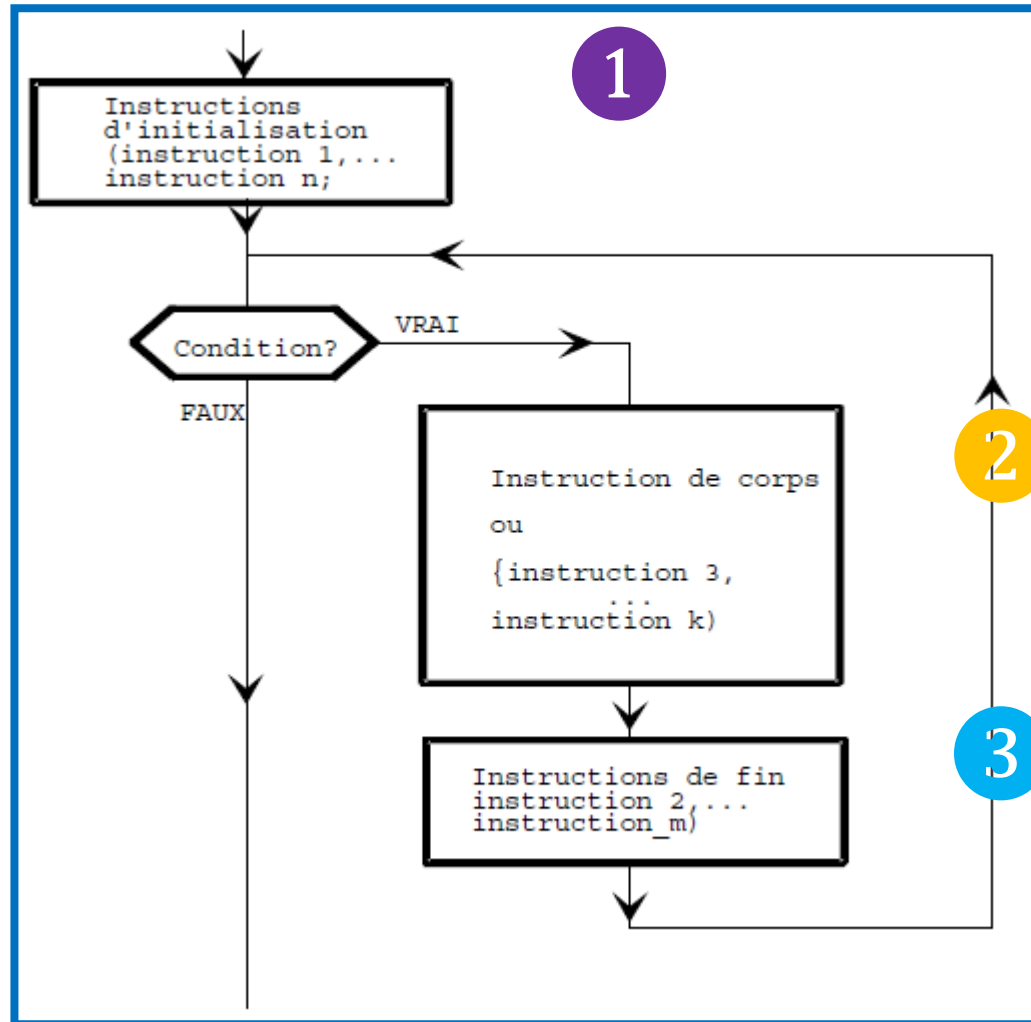 1
Instructions
d'initialisation
(instruction 1,...
instruction n;
Condition?
VRAI
FAUX
Instruction de corps
ou
{instruction 3,
...
instruction k)
2
Instructions de fin
instruction 2,...
instruction_m)
3